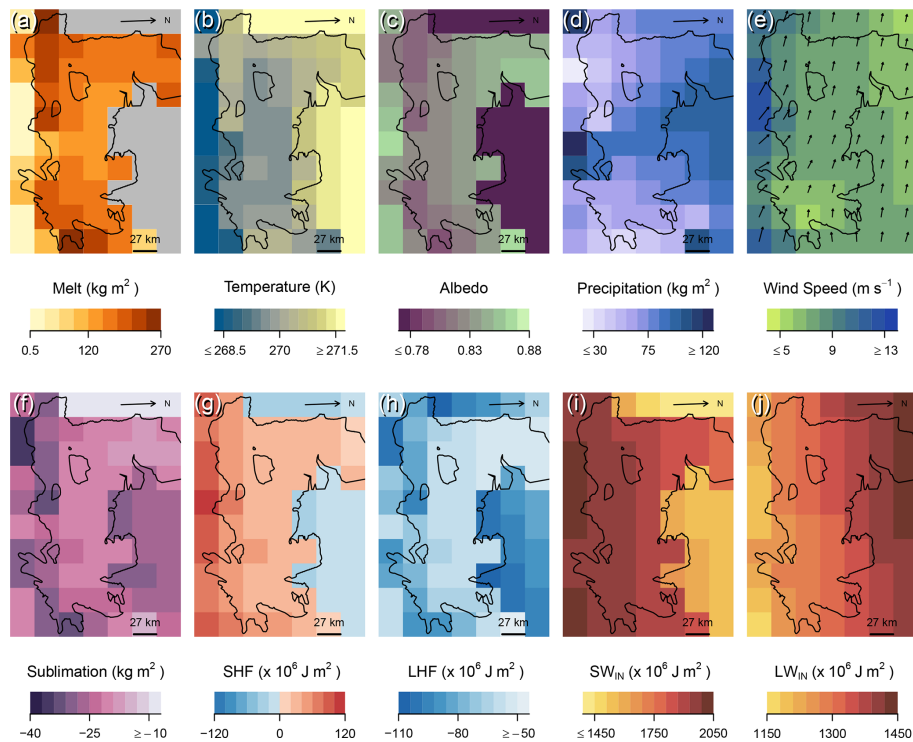 (a) N (b) N (c) N (d) N (e) N
27 km 27 km 27 km 27 km 27 km
Melt (kg m² ) Temperature (K) Albedo Precipitation (kg m² ) Wind Speed (m s⁻¹ )
0.5 120 270 ≤ 268.5 270 ≥ 271.5 ≤ 0.78 0.83 0.88 ≤ 30 75 ≥ 120 ≤ 5 9 ≥ 13
(f) N (g) N (h) N (i) N (j) N
27 km 27 km 27 km 27 km 27 km
Sublimation (kg m² ) SHF (x 10⁶ J m² ) LHF (x 10⁶ J m² ) SW_IN (x 10⁶ J m² ) LW_IN (x 10⁶ J m² )
−40 −25 ≥ −10 −120 0 120 −110 −80 ≥ −50 ≤ 1450 1750 2050 1150 1300 1450